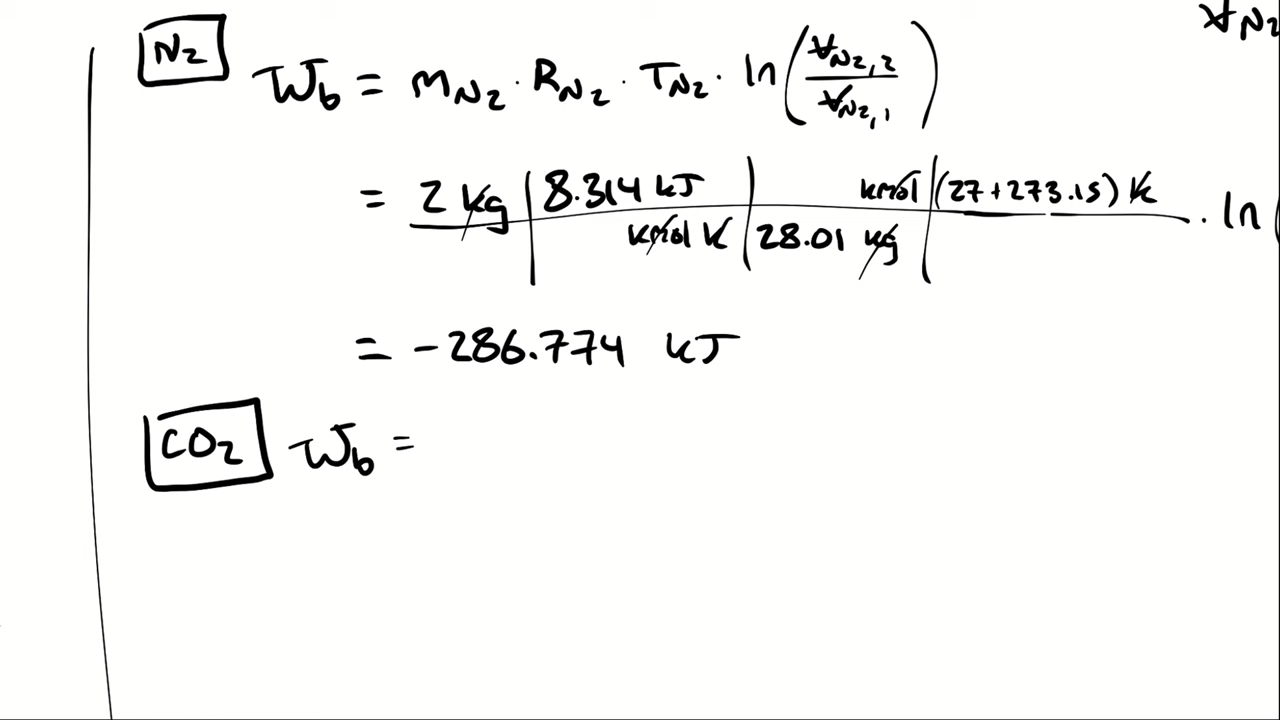 V̶N2
N2 Wb = mN2 · RN2 · TN2 · ln(V̶N2,2 / V̶N2,1)
= 2 kg | 8.314 kJ | kmol | (27+273.15) K
kmol K | 28.01 kg | · ln(
= -286.774 kJ
CO2 Wb =